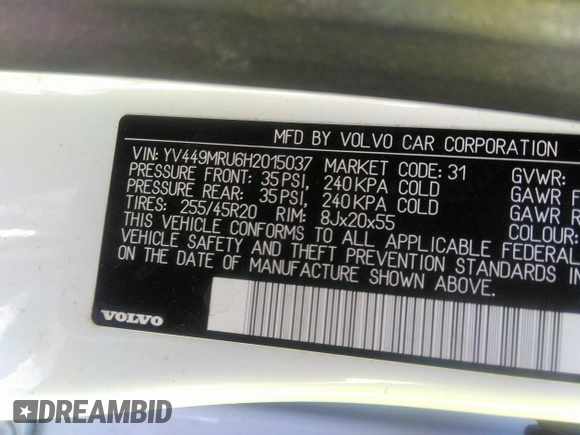 MFD BY VOLVO CAR CORPORATION
VIN: YV449MRU6H2015037 MARKET CODE: 31 GVWR:
PRESSURE FRONT: 35PSI, 240KPA COLD GAWR F
PRESSURE REAR: 35PSI, 240KPA COLD GAWR
TIRES: 255/45R20 RIM: 8Jx20x55 COLOUR:
THIS VEHICLE CONFORMS TO ALL APPLICABLE FEDERAL
VEHICLE SAFETY AND THEFT PREVENTION STANDARDS IN
ON THE DATE OF MANUFACTURE SHOWN ABOVE.
VOLVO
DREAMBID